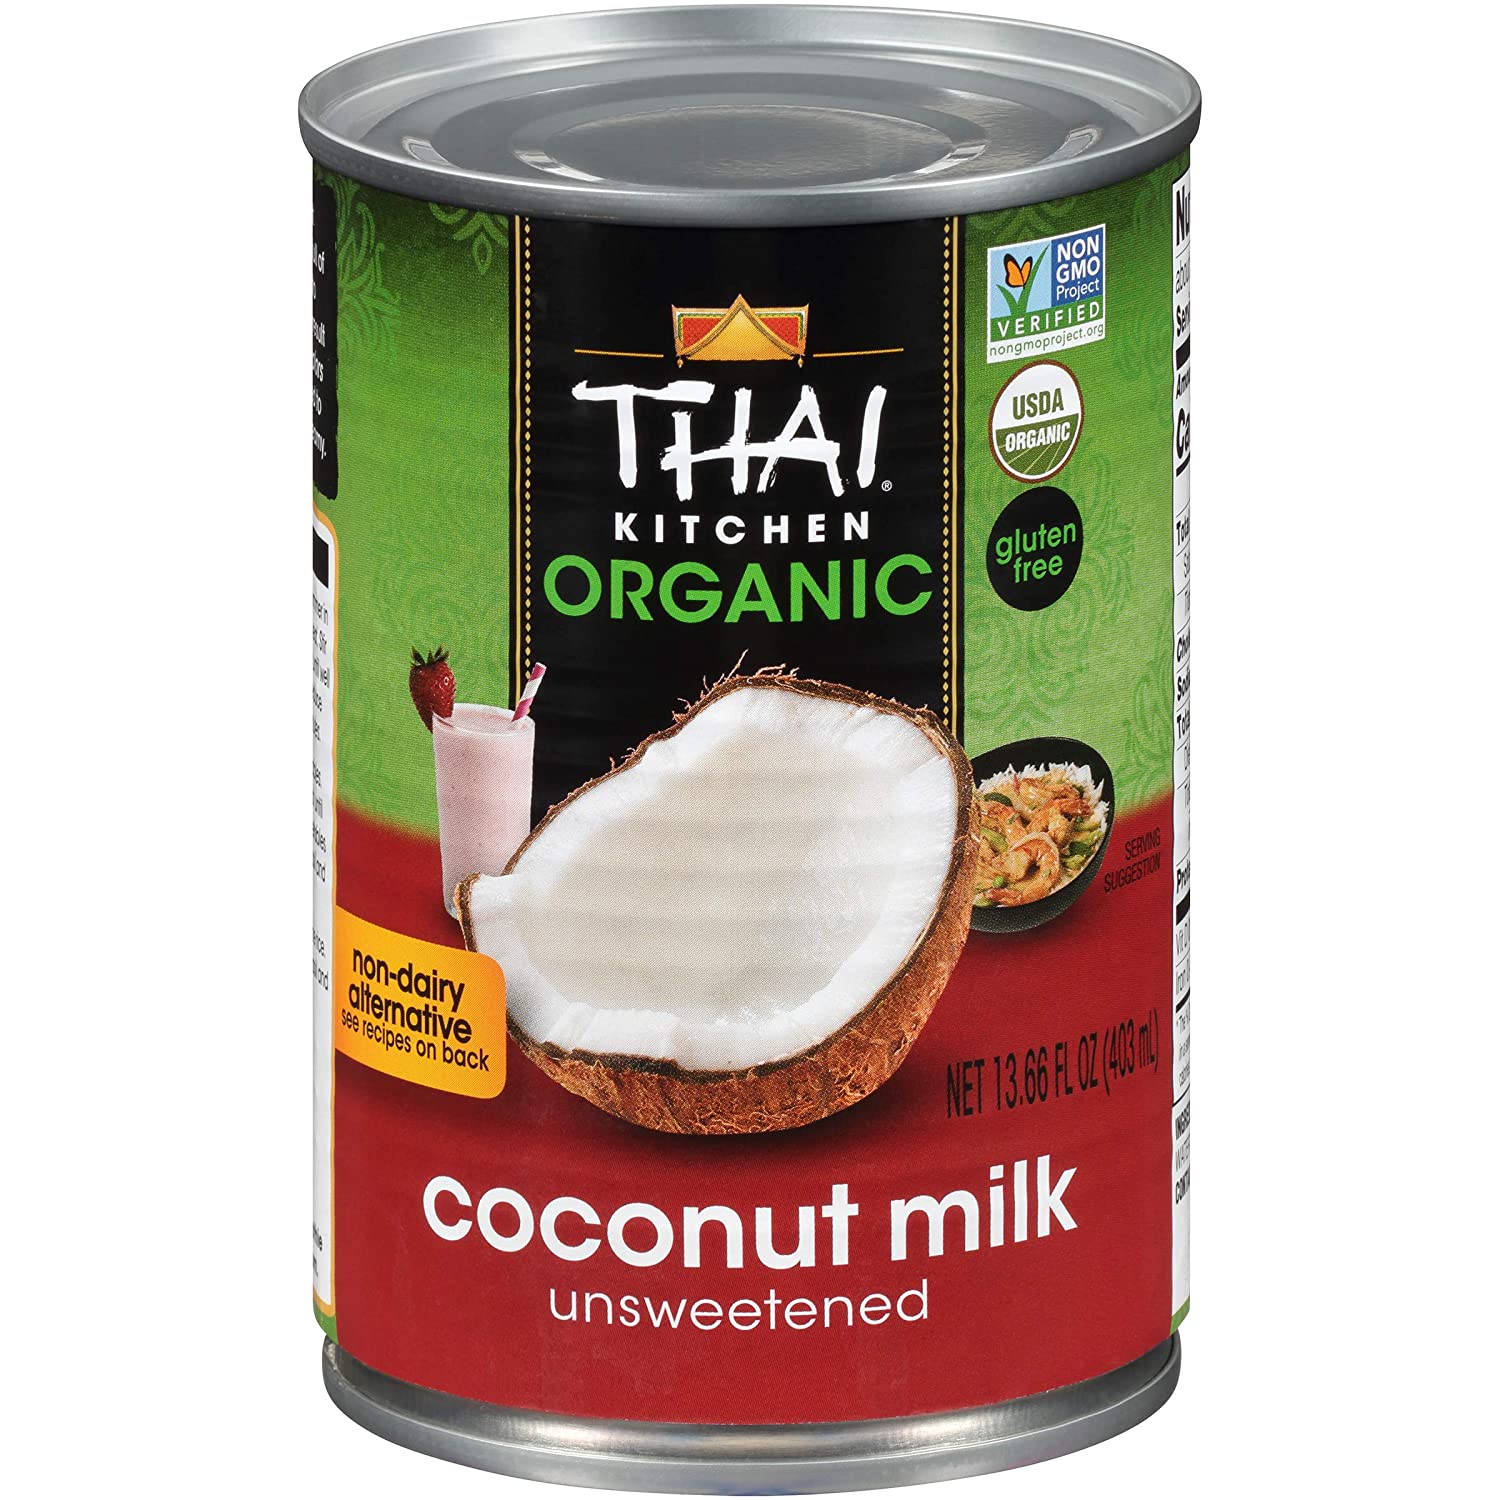 THAI®
KITCHEN
ORGANIC
NON
GMO
Project
VERIFIED
nongmoproject.org
USDA
ORGANIC
gluten
free
SERVING
SUGGESTION
non-dairy
alternative
see recipes on back
NET 13.66 FL OZ (403 mL)
coconut milk
unsweetened